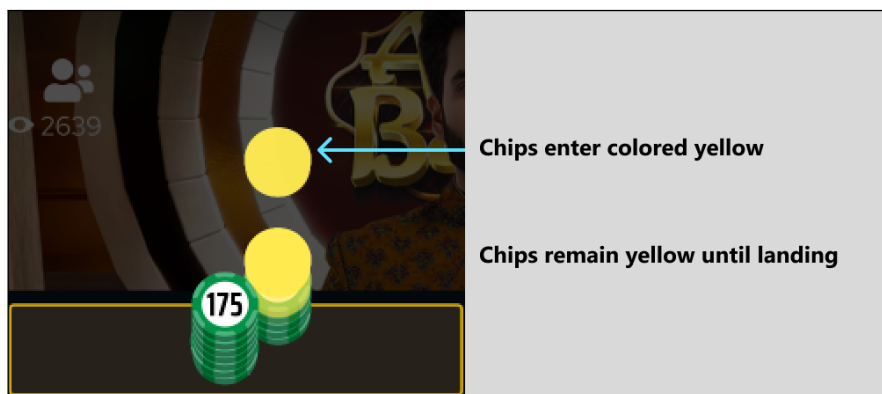 2639
Chips enter colored yellow
Chips remain yellow until landing
175